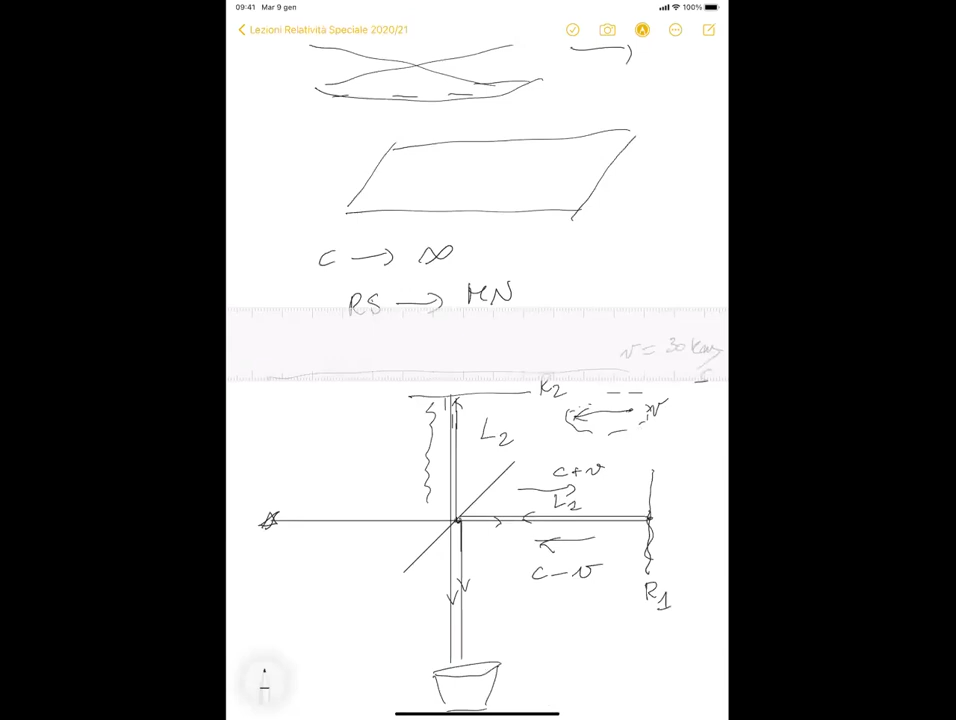 09:41 Mar 9 gen
100%
Lezioni Relatività Speciale 2020/21
c → ∞
RS → MN
v = 30 km/s
R2
v
L2
c + v
L2
c - v
R1